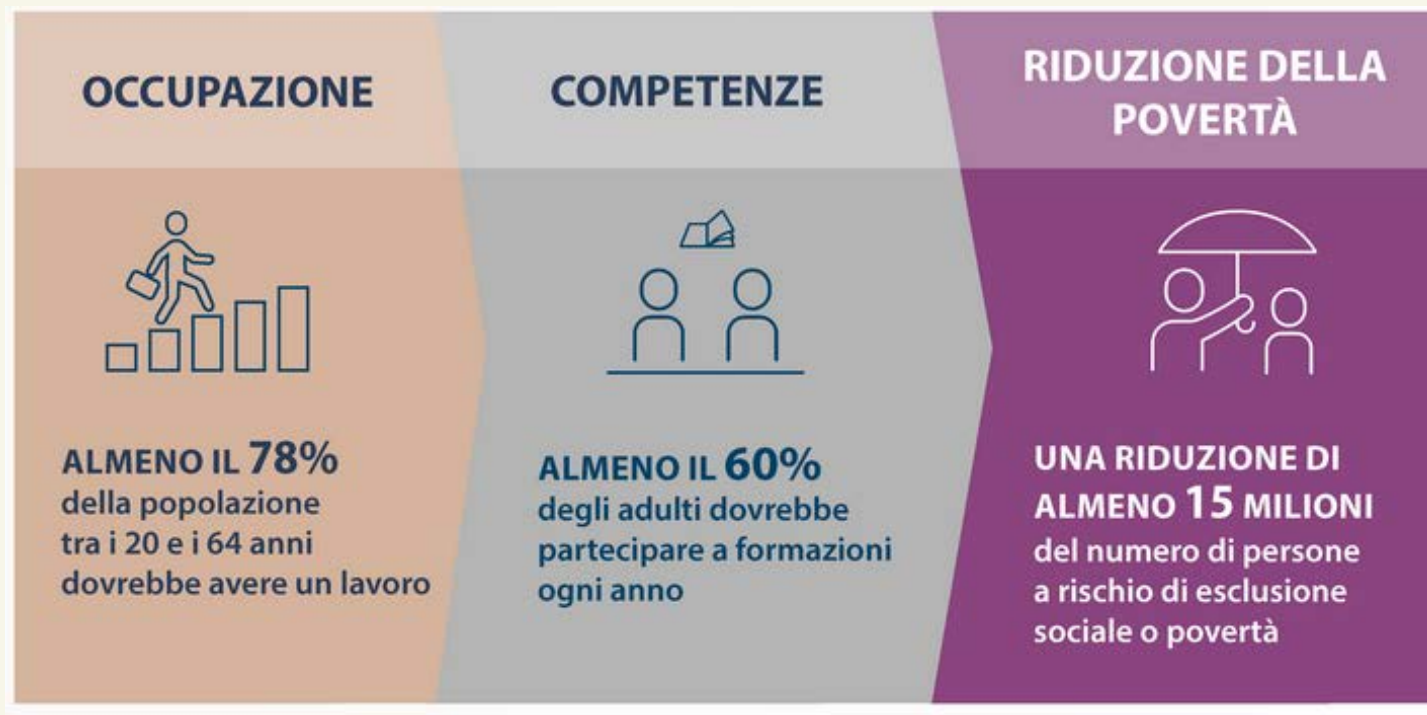 OCCUPAZIONE
ALMENO IL 78%
della popolazione
tra i 20 e i 64 anni
dovrebbe avere un lavoro
COMPETENZE
ALMENO IL 60%
degli adulti dovrebbe
partecipare a formazioni
ogni anno
RIDUZIONE DELLA
POVERTÀ
UNA RIDUZIONE DI
ALMENO 15 MILIONI
del numero di persone
a rischio di esclusione
sociale o povertà